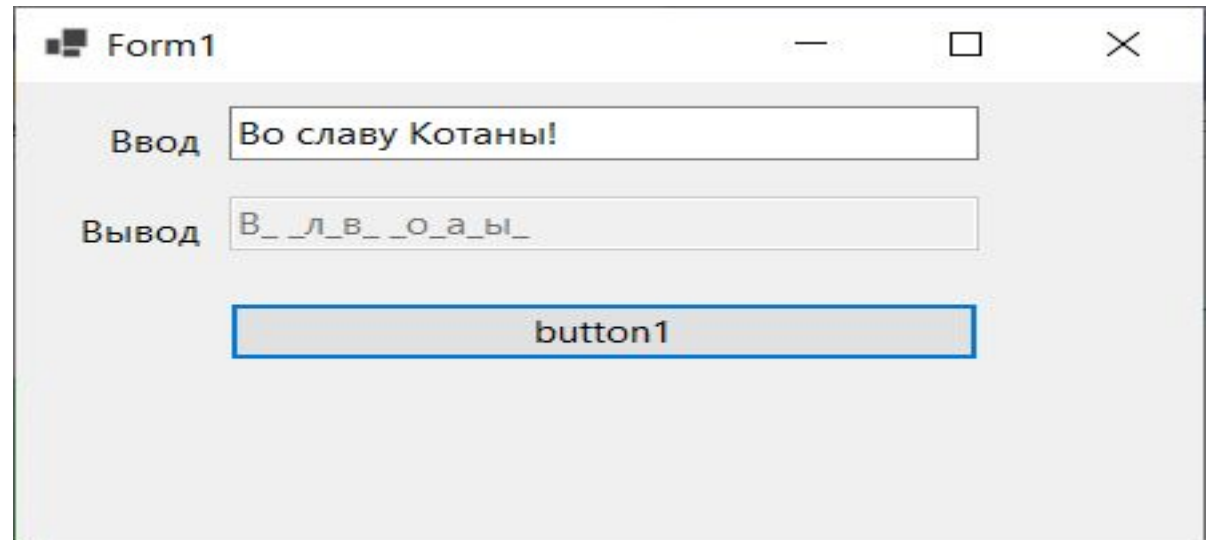 Form1
Ввод Во славу Котаны!
Вывод В_ _л_в_ _о_а_ы_
button1